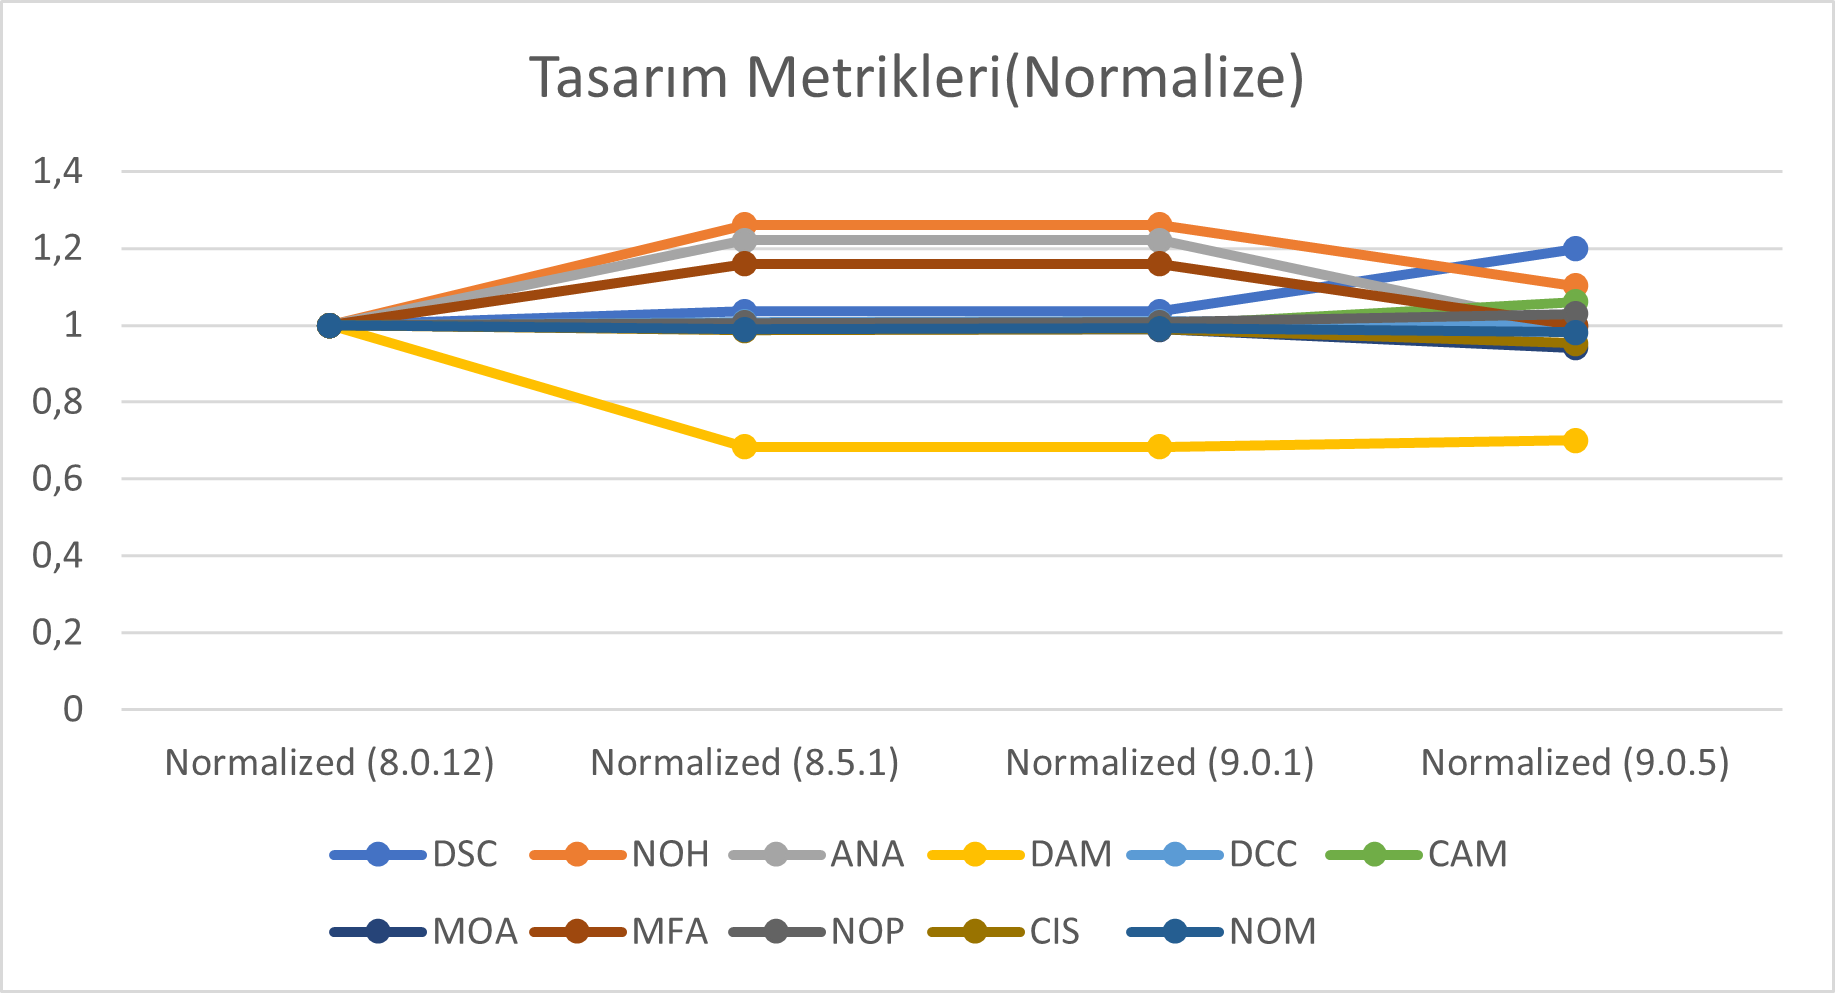 Tasarım Metrikleri(Normalize)
1,4
1,2
1
0,8
0,6
0,4
0,2
0
Normalized (8.0.12) Normalized (8.5.1) Normalized (9.0.1) Normalized (9.0.5)
DSC NOH ANA DAM DCC CAM
MOA MFA NOP CIS NOM